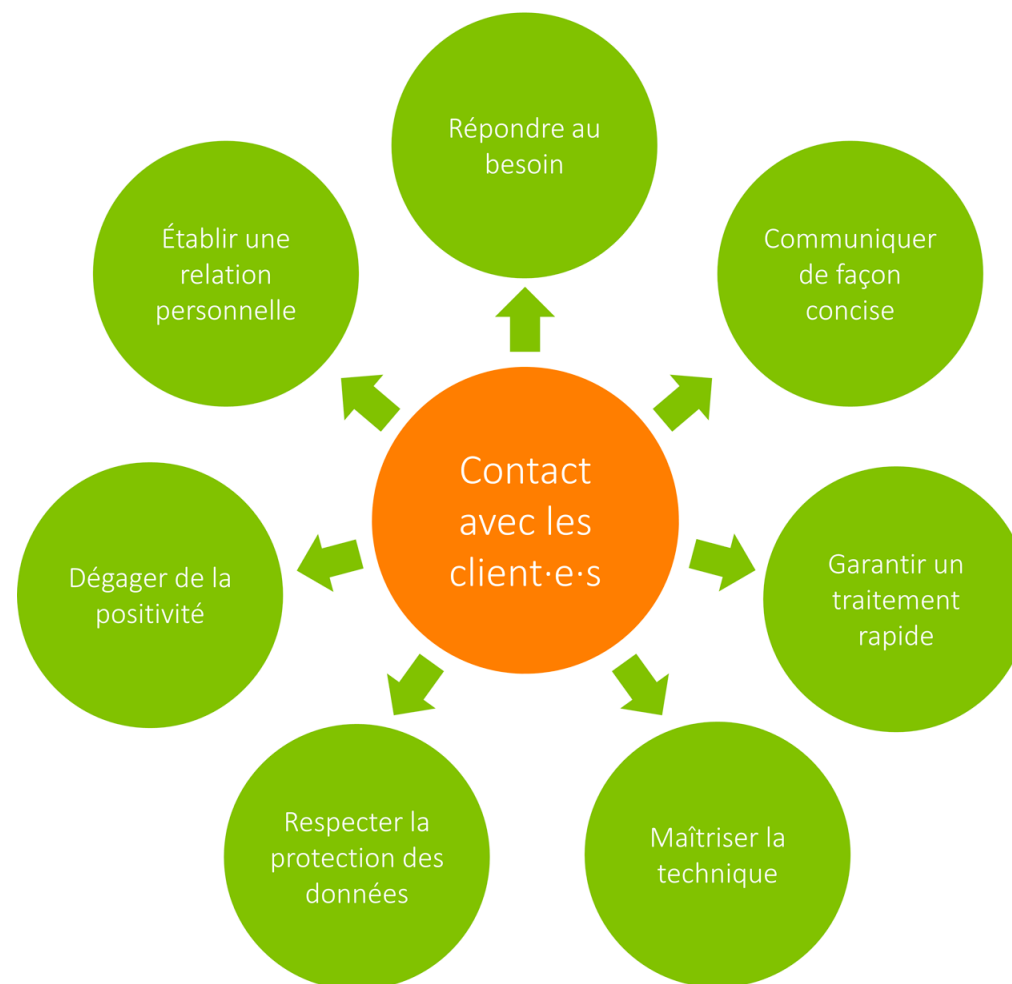 Répondre au
besoin
Communiquer
de façon
concise
Garantir un
traitement
rapide
Maîtriser la
technique
Respecter la
protection des
données
Dégager de la
positivité
Établir une
relation
personnelle
Contact
avec les
client·e·s